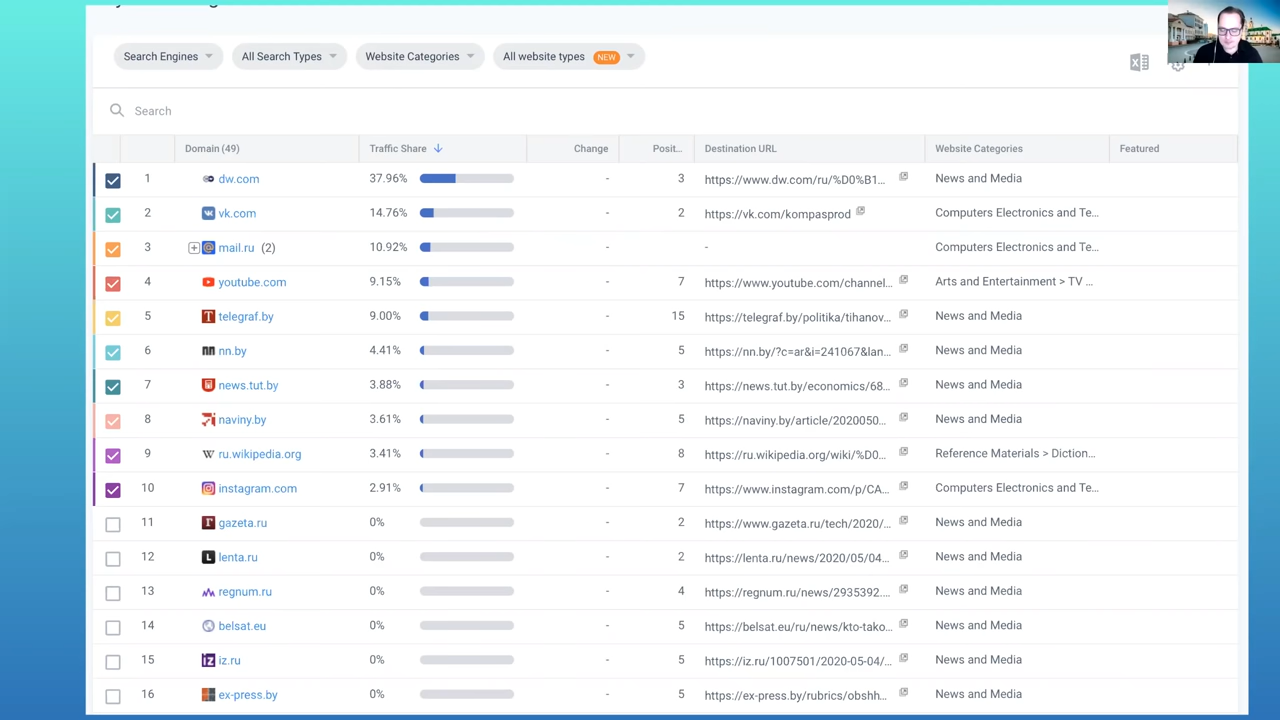 Search Engines All Search Types Website Categories All website types NEW
Search
Domain (49) Traffic Share Change Posit... Destination URL Website Categories Featured
1 dw.com 37.96% - 3 https://www.dw.com/ru/%D0%B1... News and Media
2 vk.com 14.76% - 2 https://vk.com/kompasprod Computers Electronics and Te...
3 mail.ru (2) 10.92% - - Computers Electronics and Te...
4 youtube.com 9.15% - 7 https://www.youtube.com/channel... Arts and Entertainment > TV ...
5 telegraf.by 9.00% - 15 https://telegraf.by/politika/tihanov... News and Media
6 nn.by 4.41% - 5 https://nn.by/?c=ar&i=241067&lan... News and Media
7 news.tut.by 3.88% - 3 https://news.tut.by/economics/68... News and Media
8 naviny.by 3.61% - 5 https://naviny.by/article/2020050... News and Media
9 ru.wikipedia.org 3.41% - 8 https://ru.wikipedia.org/wiki/%D0... Reference Materials > Diction...
10 instagram.com 2.91% - 7 https://www.instagram.com/p/CA... Computers Electronics and Te...
11 gazeta.ru 0% - 2 https://www.gazeta.ru/tech/2020/... News and Media
12 lenta.ru 0% - 2 https://lenta.ru/news/2020/05/04... News and Media
13 regnum.ru 0% - 4 https://regnum.ru/news/2935392.... News and Media
14 belsat.eu 0% - 5 https://belsat.eu/ru/news/kto-tako... News and Media
15 iz.ru 0% - 5 https://iz.ru/1007501/2020-05-04/... News and Media
16 ex-press.by 0% - 5 https://ex-press.by/rubrics/obshh... News and Media